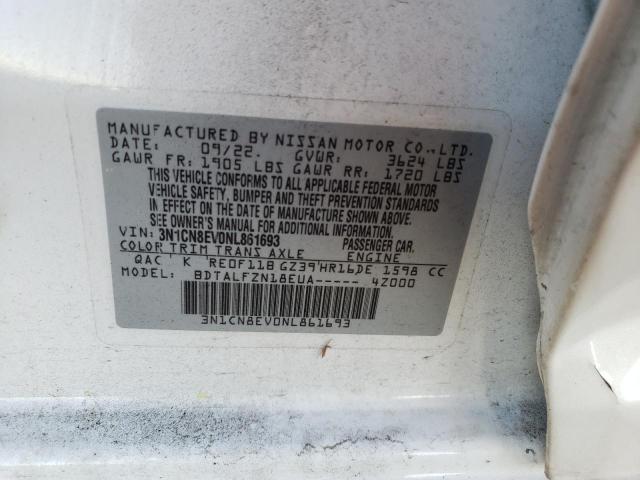 MANUFACTURED BY NISSAN MOTOR CO.,LTD.
DATE: 09/22. GVWR: 3624 LBS
GAWR FR: 1905 LBS GAWR RR: 1720 LBS
THIS VEHICLE CONFORMS TO ALL APPLICABLE FEDERAL MOTOR
VEHICLE SAFETY, BUMPER AND THEFT PREVENTION STANDARDS
IN EFFECT ON THE DATE OF MANUFACTURE SHOWN ABOVE.
SEE OWNER'S MANUAL FOR ADDITIONAL INFORMATION
VIN: 3N1CN8EV0NL861693 PASSENGER CAR.
COLOR TRIM TRANS AXLE ENGINE
QAC K RE0F11B GZ39 HR16DE 1598 CC
MODEL: BDTALFZN18EUA----- 4Z000
3N1CN8EV0NL861693